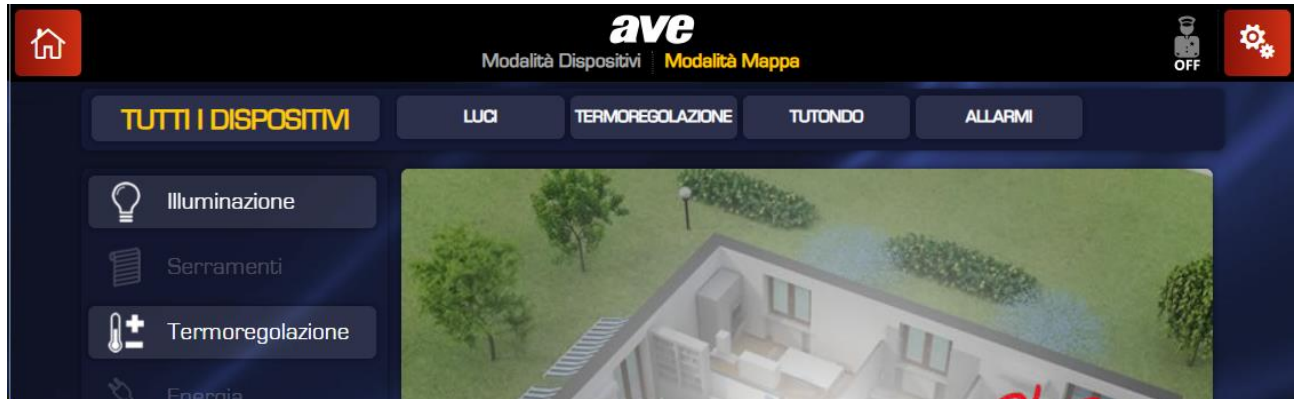 ave
Modalità Dispositivi Modalità Mappa
OFF
TUTTI I DISPOSITIVI LUCI TERMOREGOLAZIONE TUTONDO ALLARMI
Illuminazione
Serramenti
Termoregolazione
Energia